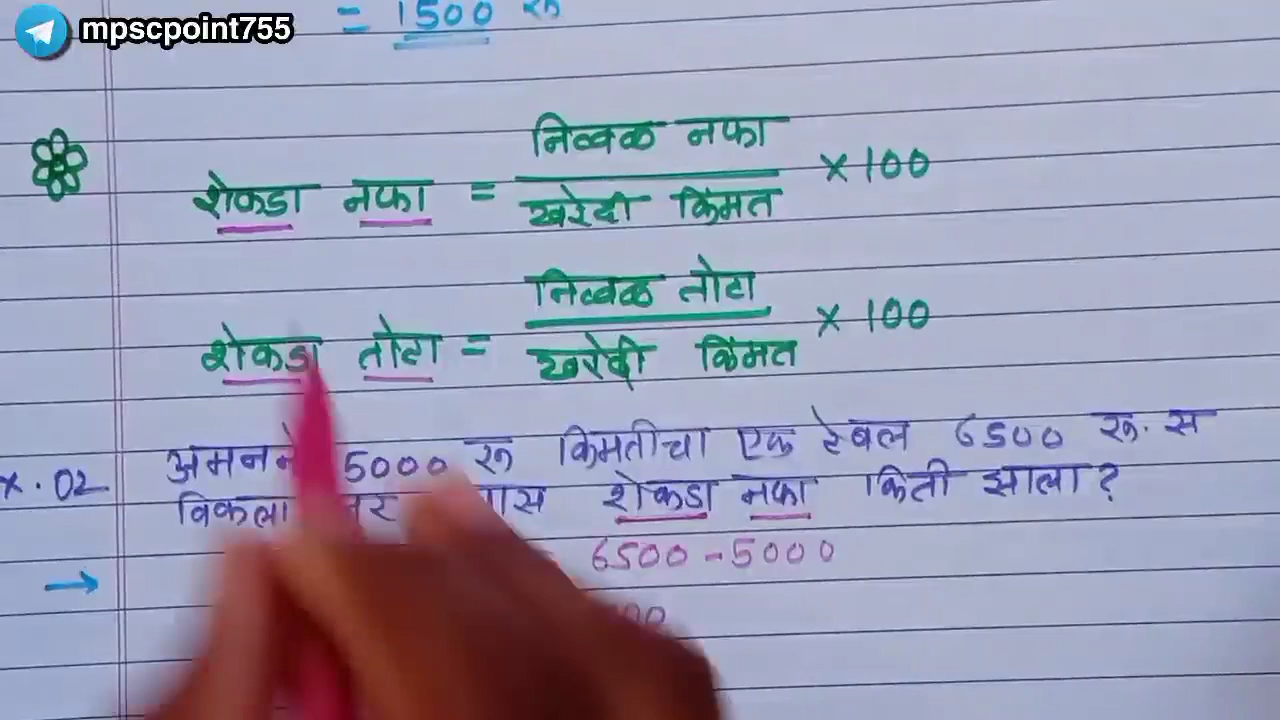 mpscpoint755
= 1500 रू
शेकडा नफा = निव्वळ नफा / खरेदी किंमत × 100
शेकडा तोटा = निव्वळ तोटा / खरेदी किंमत × 100
x. 02 अमनने 5000 रू किमतीचा एक टेबल 6500 रू. स
विकला शेकडा नफा किती झाला?
→ 6500 - 5000